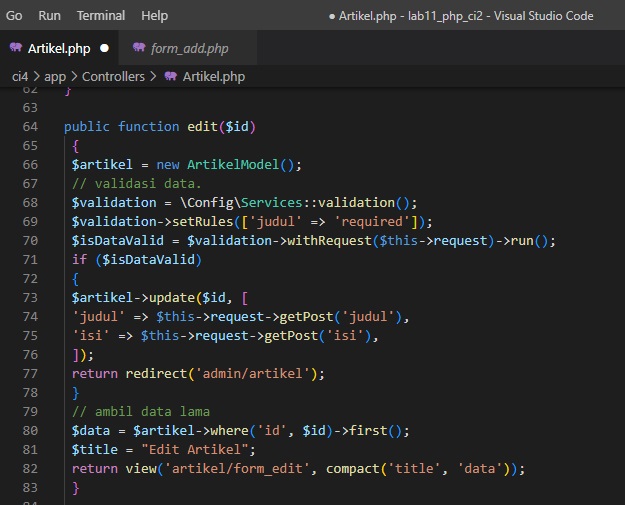 Go Run Terminal Help ● Artikel.php - lab11_php_ci2 - Visual Studio Code
Artikel.php ● form_add.php
ci4 > app > Controllers > Artikel.php
62 }
63
64 public function edit($id)
65 {
66 $artikel = new ArtikelModel();
67 // validasi data.
68 $validation = \Config\Services::validation();
69 $validation->setRules(['judul' => 'required']);
70 $isDataValid = $validation->withRequest($this->request)->run();
71 if ($isDataValid)
72 {
73 $artikel->update($id, [
74 'judul' => $this->request->getPost('judul'),
75 'isi' => $this->request->getPost('isi'),
76 ]);
77 return redirect('admin/artikel');
78 }
79 // ambil data lama
80 $data = $artikel->where('id', $id)->first();
81 $title = "Edit Artikel";
82 return view('artikel/form_edit', compact('title', 'data'));
83 }